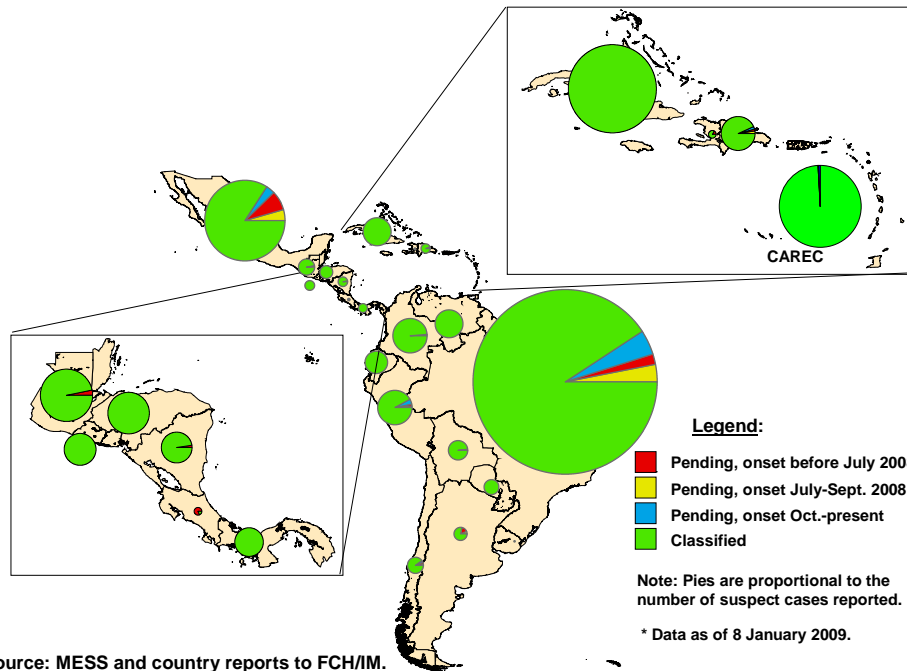 CAREC
Legend:
Pending, onset before July 200
Pending, onset July-Sept. 2008
Pending, onset Oct.-present
Classified
Note: Pies are proportional to the
number of suspect cases reported.
* Data as of 8 January 2009.
ource: MESS and country reports to FCH/IM.